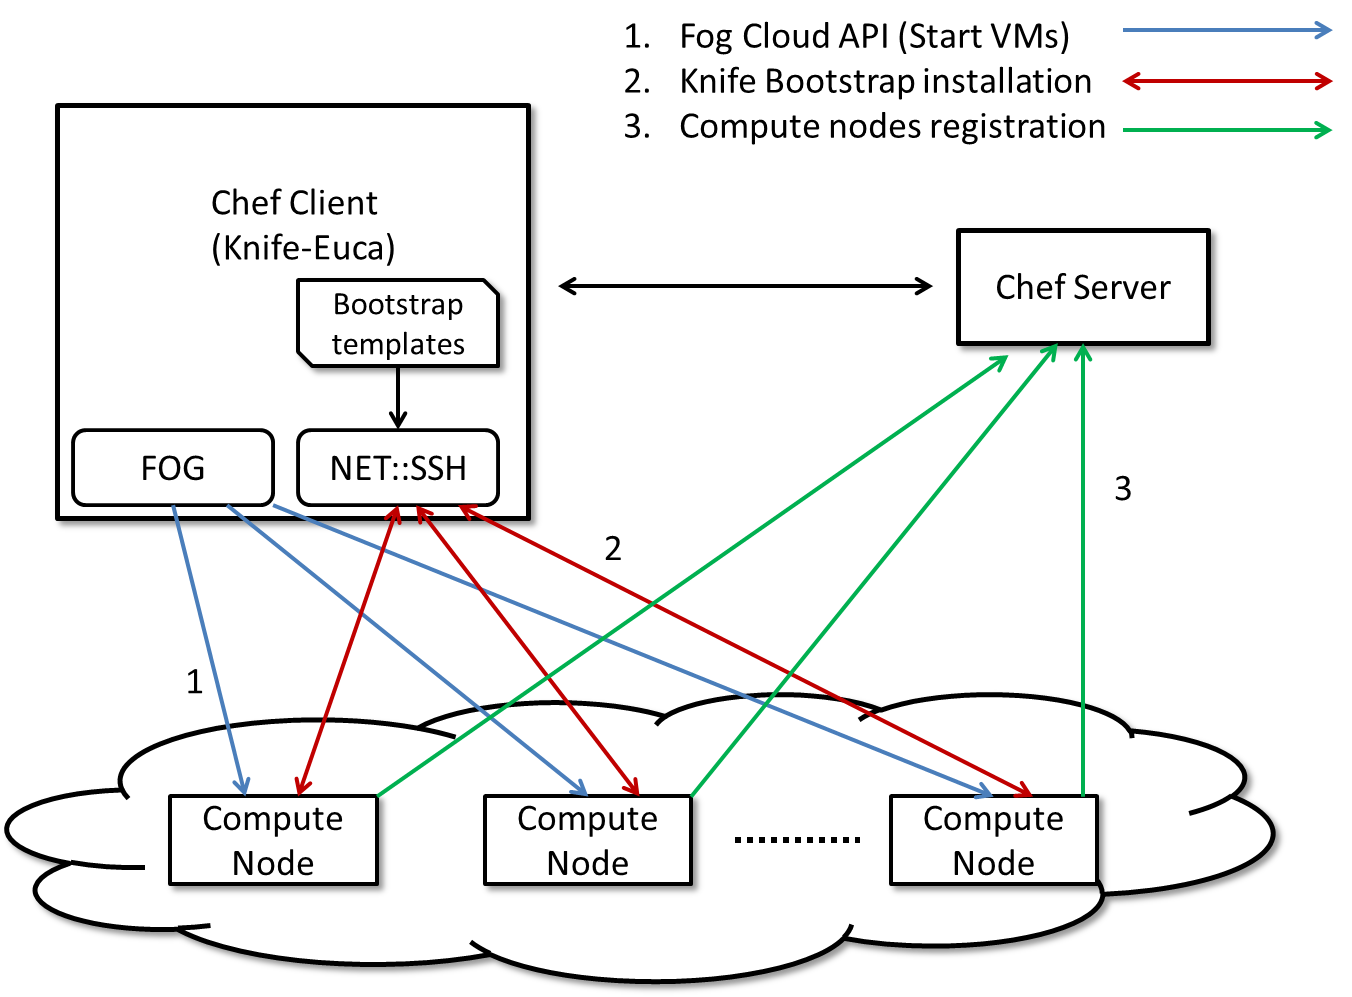 1. Fog Cloud API (Start VMs)
2. Knife Bootstrap installation
3. Compute nodes registration
Chef Client
(Knife-Euca)
Bootstrap
templates
Chef Server
FOG
NET::SSH
3
2
1
Compute
Node
Compute
Node
Compute
Node